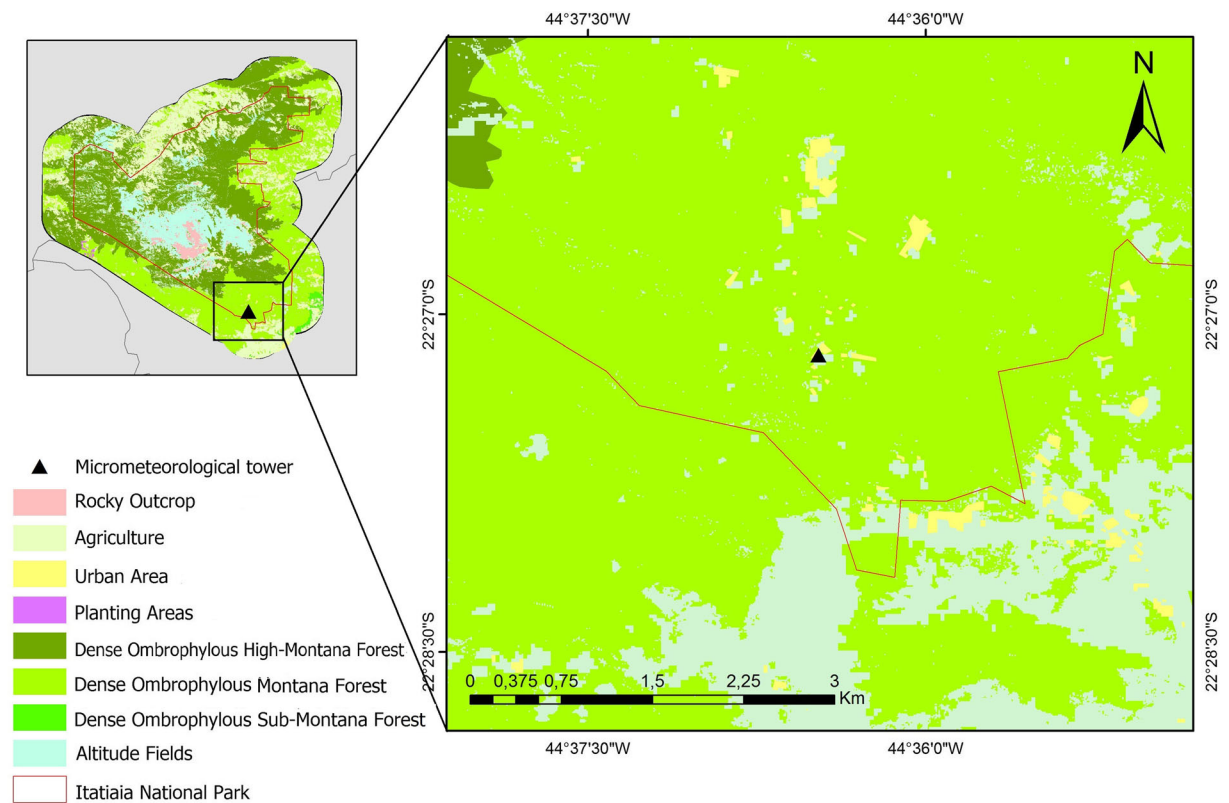 44°37'30"W 44°36'0"W
N
22°27'0"S 22°27'0"S
22°28'30"S 22°28'30"S
0 0,375 0,75 1,5 2,25 3
Km
44°37'30"W 44°36'0"W
Micrometeorological tower
Rocky Outcrop
Agriculture
Urban Area
Planting Areas
Dense Ombrophylous High-Montana Forest
Dense Ombrophylous Montana Forest
Dense Ombrophylous Sub-Montana Forest
Altitude Fields
Itatiaia National Park